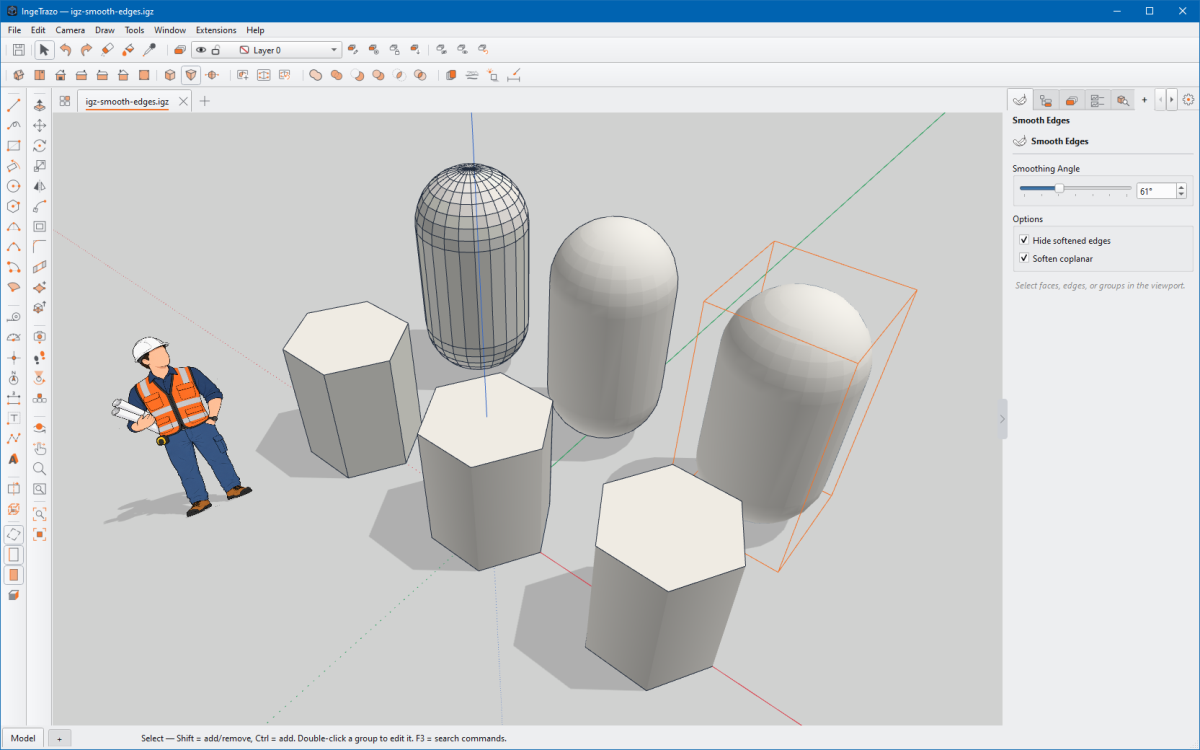 IngeTrazo — igz-smooth-edges.igz
File Edit Camera Draw Tools Window Extensions Help
Layer 0
igz-smooth-edges.igz
Smooth Edges
Smooth Edges
Smoothing Angle
61°
Options
Hide softened edges
Soften coplanar
Select faces, edges, or groups in the viewport.
Model
Select — Shift = add/remove, Ctrl = add. Double-click a group to edit it. F3 = search commands.